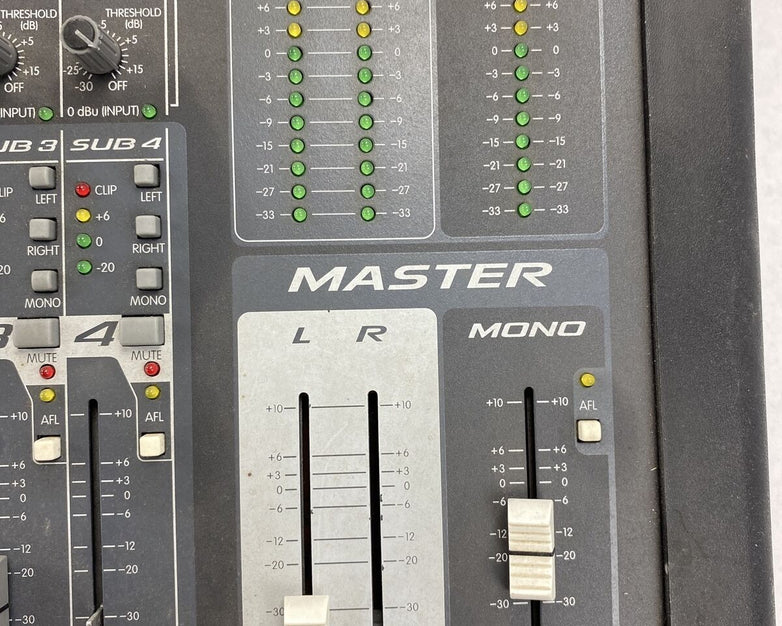 THRESHOLD
(dB)
+5
+15
OFF
INPUT)
THRESHOLD
(dB)
-5
+5
-25
+15
-30
OFF
0 dBu (INPUT)
+6 +6
+3 +3
0 0
-3 -3
-6 -6
-9 -9
-15 -15
-21 -21
-27 -27
-33 -33
+6 +6
+3 +3
0 0
-3 -3
-6 -6
-9 -9
-15 -15
-21 -21
-27 -27
-33 -33
UB 3
LIP
LEFT
RIGHT
20
MONO
3
MUTE
AFL
SUB 4
CLIP
+6
0
-20
LEFT
RIGHT
MONO
4
MUTE
AFL
+10
+6
+3
0
-6
-12
-20
-30
+10
+6
+3
0
-6
-12
-20
-30
MASTER
L R
+10 +10
+6 +6
+3 +3
0 0
-6 -6
-12 -12
-20 -20
-30 -30
MONO
AFL
+10 +10
+6 +6
+3 +3
0 0
-6 -6
-12 -12
-20 -20
-30 -30